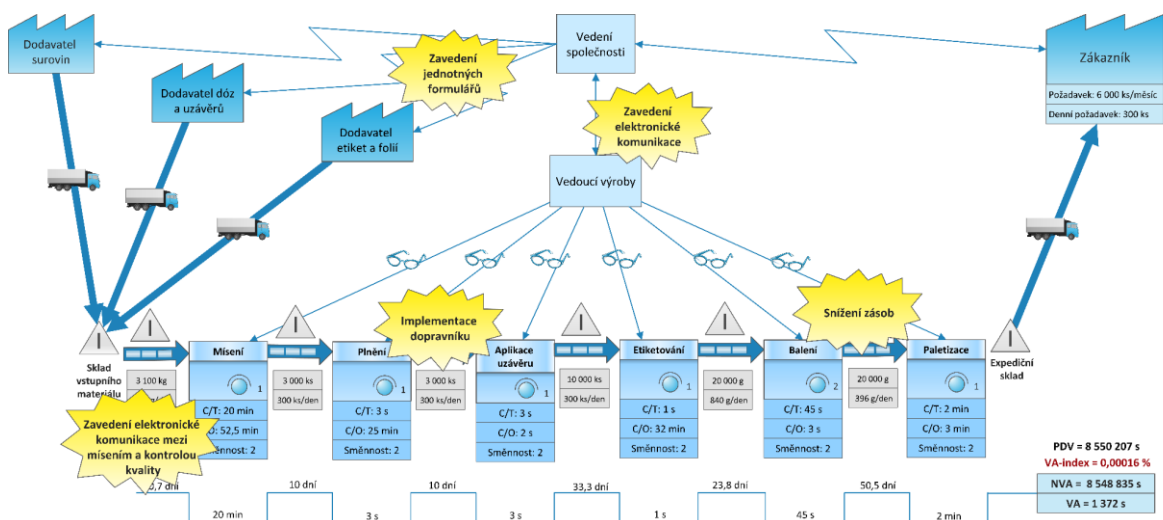 Dodavatel
surovin
Dodavatel dóz
a uzávěrů
Dodavatel
etiket a folií
Zavedení
jednotných
formulářů
Vedení
společnosti
Zavedení
elektronické
komunikace
Vedoucí výroby
Zákazník
Požadavek: 6 000 ks/měsíc
Denní požadavek: 300 ks
Implementace
dopravníku
Snížení zásob
I
I
I
I
I
I
Sklad
vstupního
materiálu
3 100 kg
Zavedení elektronické
komunikace mezi
mísením a kontrolou
kvality
Mísení
1
C/T: 20 min
C/O: 52,5 min
Směnnost: 2
3 000 ks
300 ks/den
Plnění
1
C/T: 3 s
C/O: 25 min
Směnnost: 2
3 000 ks
300 ks/den
Aplikace
uzávěru
1
C/T: 3 s
C/O: 2 s
Směnnost: 2
10 000 ks
300 ks/den
Etiketování
1
C/T: 1 s
C/O: 32 min
Směnnost: 2
20 000 g
840 g/den
Balení
2
C/T: 45 s
C/O: 3 s
Směnnost: 2
20 000 g
396 g/den
Paletizace
1
C/T: 2 min
C/O: 3 min
Směnnost: 2
Expediční
sklad
PDV = 8 550 207 s
VA-index = 0,00016 %
NVA = 8 548 835 s
VA = 1 372 s
10 dní
10 dní
33,3 dní
23,8 dní
50,5 dní
20 min
3 s
3 s
1 s
45 s
2 min